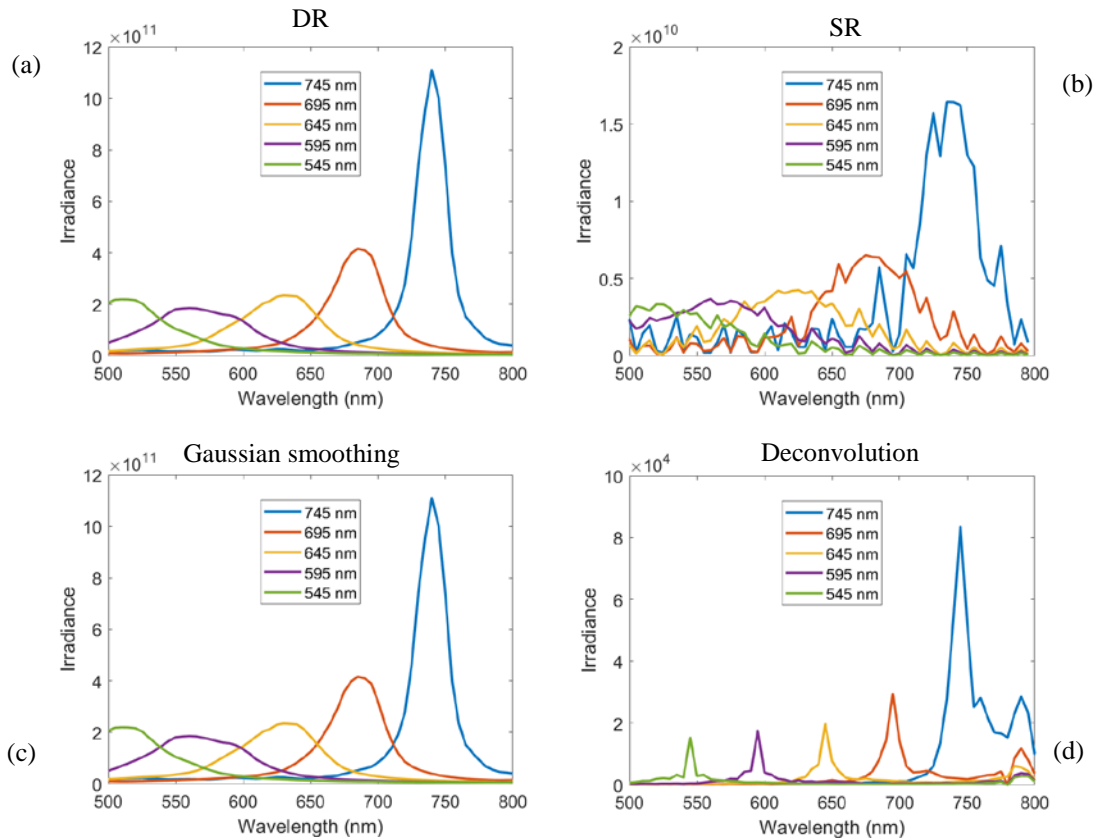 DR
(a)
×10^11
12
10
8
6
4
2
0
Irradiance
745 nm
695 nm
645 nm
595 nm
545 nm
500 550 600 650 700 750 800
Wavelength (nm)
SR
(b)
×10^10
2
1.5
1
0.5
0
Irradiance
745 nm
695 nm
645 nm
595 nm
545 nm
500 550 600 650 700 750 800
Wavelength (nm)
Gaussian smoothing
×10^11
12
10
8
6
4
2
0
Irradiance
745 nm
695 nm
645 nm
595 nm
545 nm
(c)
500 550 600 650 700 750 800
Wavelength (nm)
Deconvolution
×10^4
10
8
6
4
2
0
Irradiance
745 nm
695 nm
645 nm
595 nm
545 nm
(d)
500 550 600 650 700 750 800
Wavelength (nm)